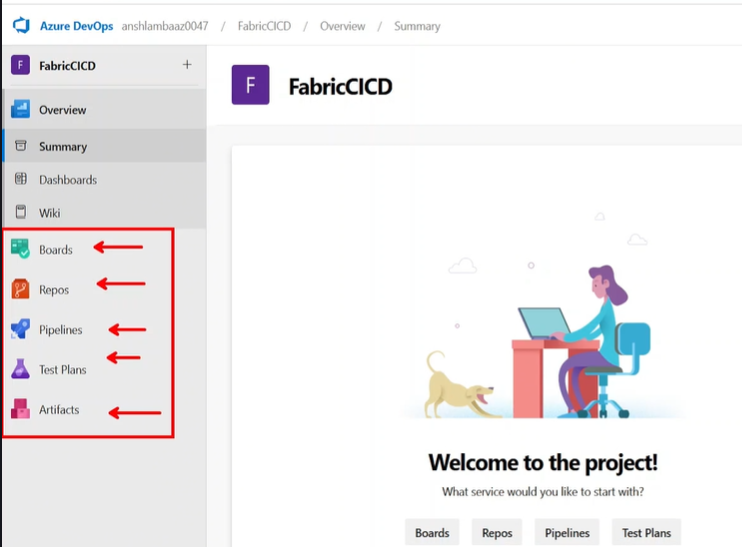 Azure DevOps anshlambaaz0047 / FabricCICD / Overview / Summary
F FabricCICD +
F FabricCICD
Overview
Summary
Dashboards
Wiki
Boards
Repos
Pipelines
Test Plans
Artifacts
Welcome to the project!
What service would you like to start with?
Boards Repos Pipelines Test Plans